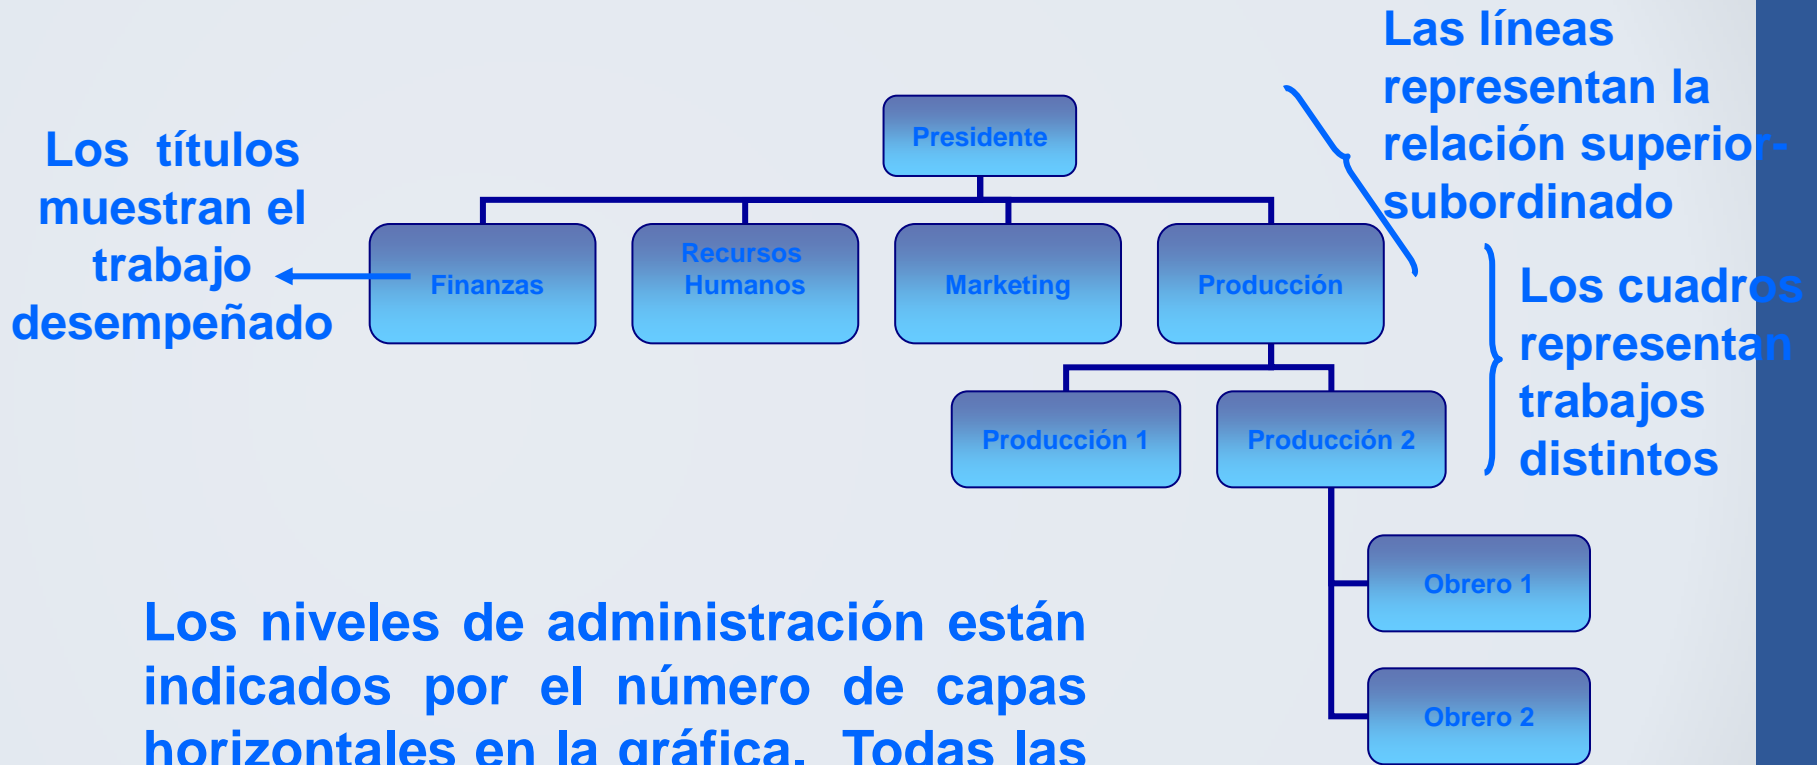 Las líneas
representan la
relación superior-
subordinado
Los títulos
muestran el
trabajo
desempeñado
Presidente
Finanzas
Recursos
Humanos
Marketing
Producción
Los cuadros
representan
trabajos
distintos
Producción 1
Producción 2
Obrero 1
Obrero 2
Los niveles de administración están
indicados por el número de capas
horizontales en la gráfica. Todas las